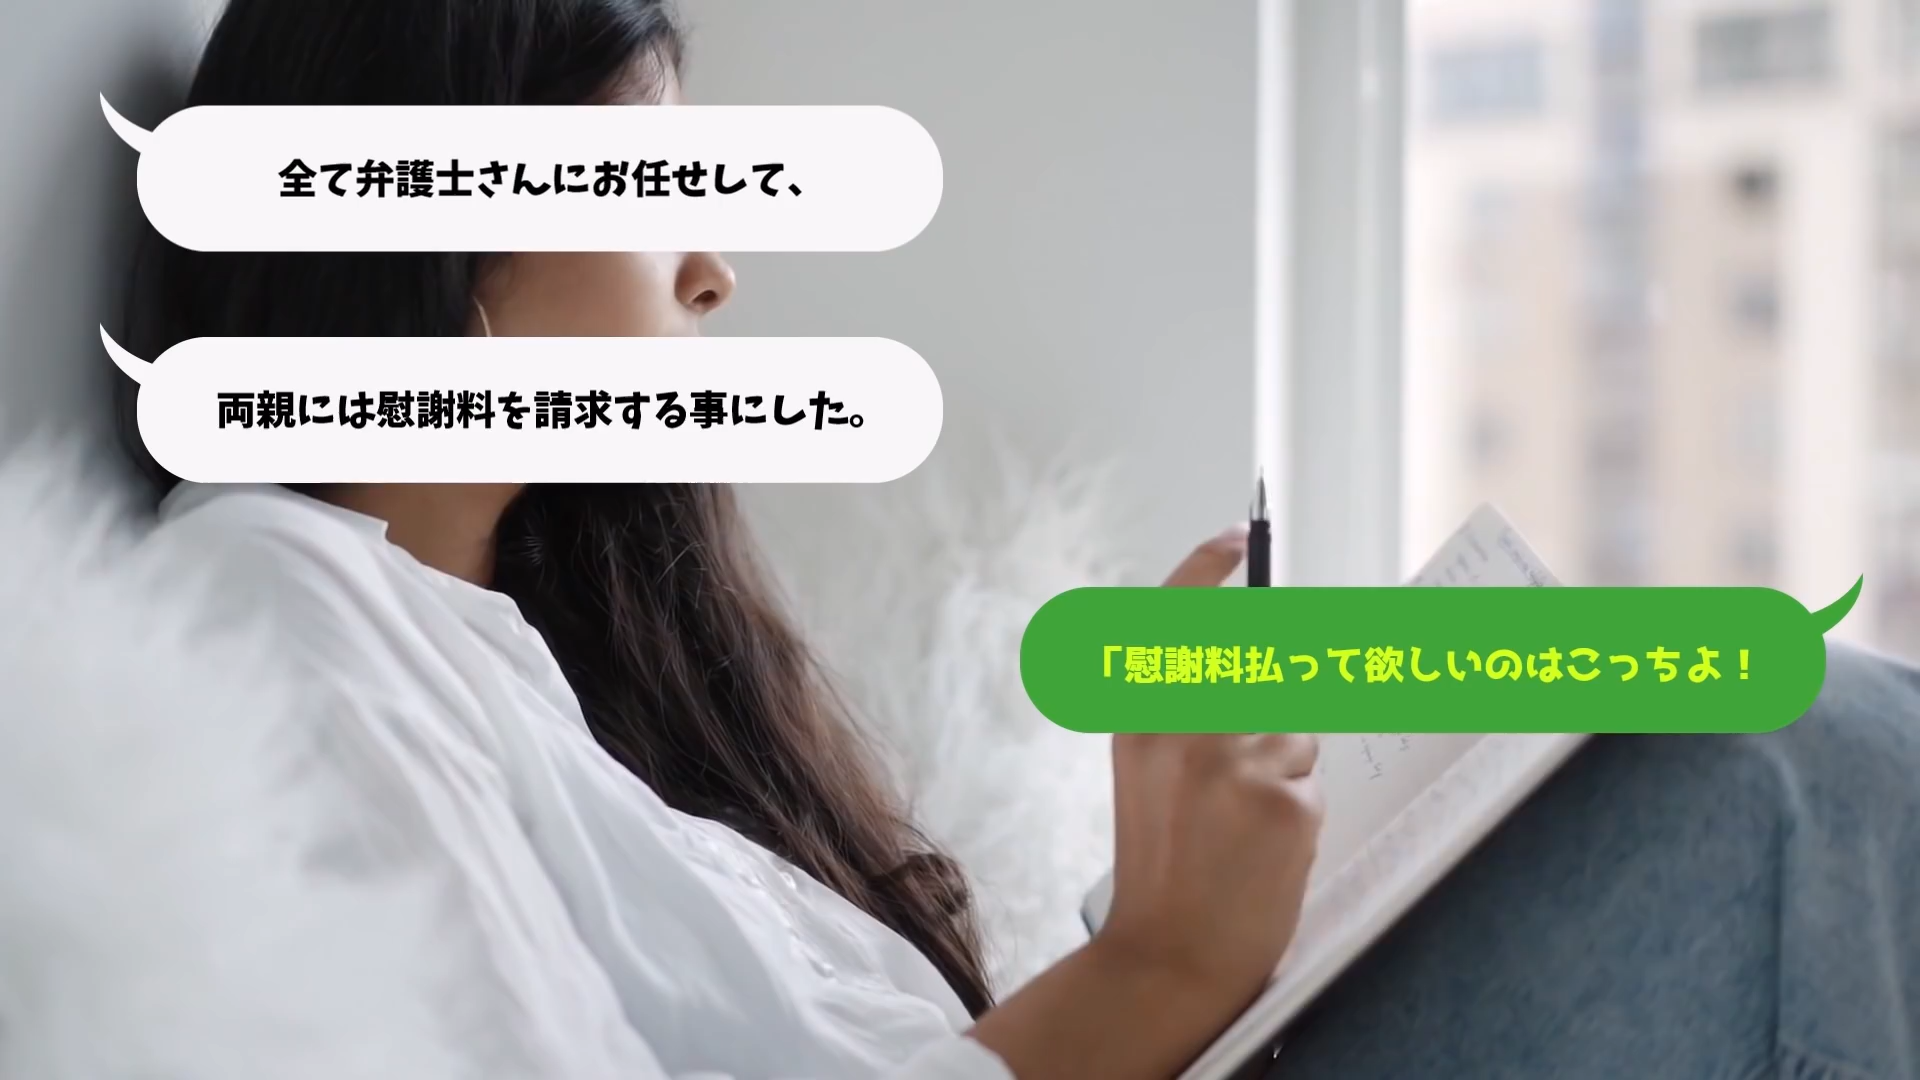 全て弁護士さんにお任せして、
両親には慰謝料を請求する事にした。
「慰謝料払って欲しいのはこっちよ！